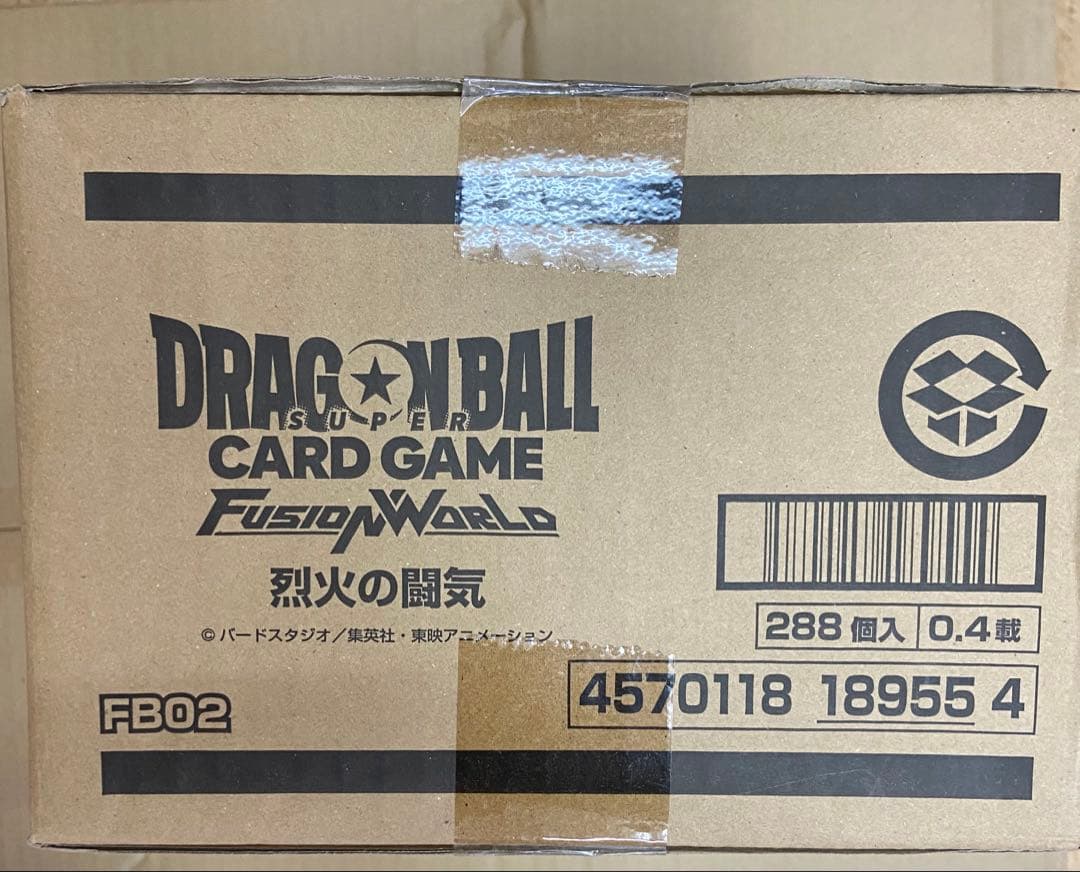 DRAGON BALL
SUPER
CARD GAME
FUSION WORLD
烈火の闘気
© バードスタジオ／集英社・東映アニメーション
FB02
288 個入 0.4載
4570118 18955 4